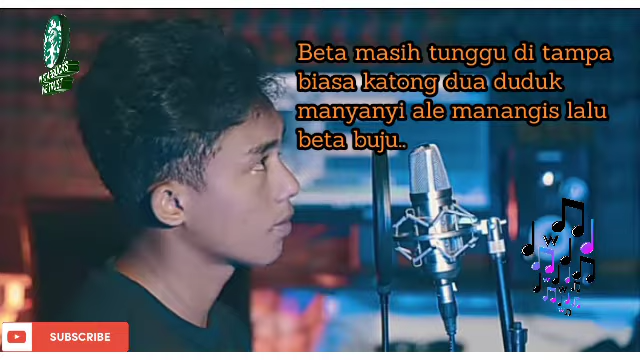 Beta masih tunggu di tampa
biasa katong dua duduk
manyanyi ale manangis lalu
beta buju..
SUBSCRIBE